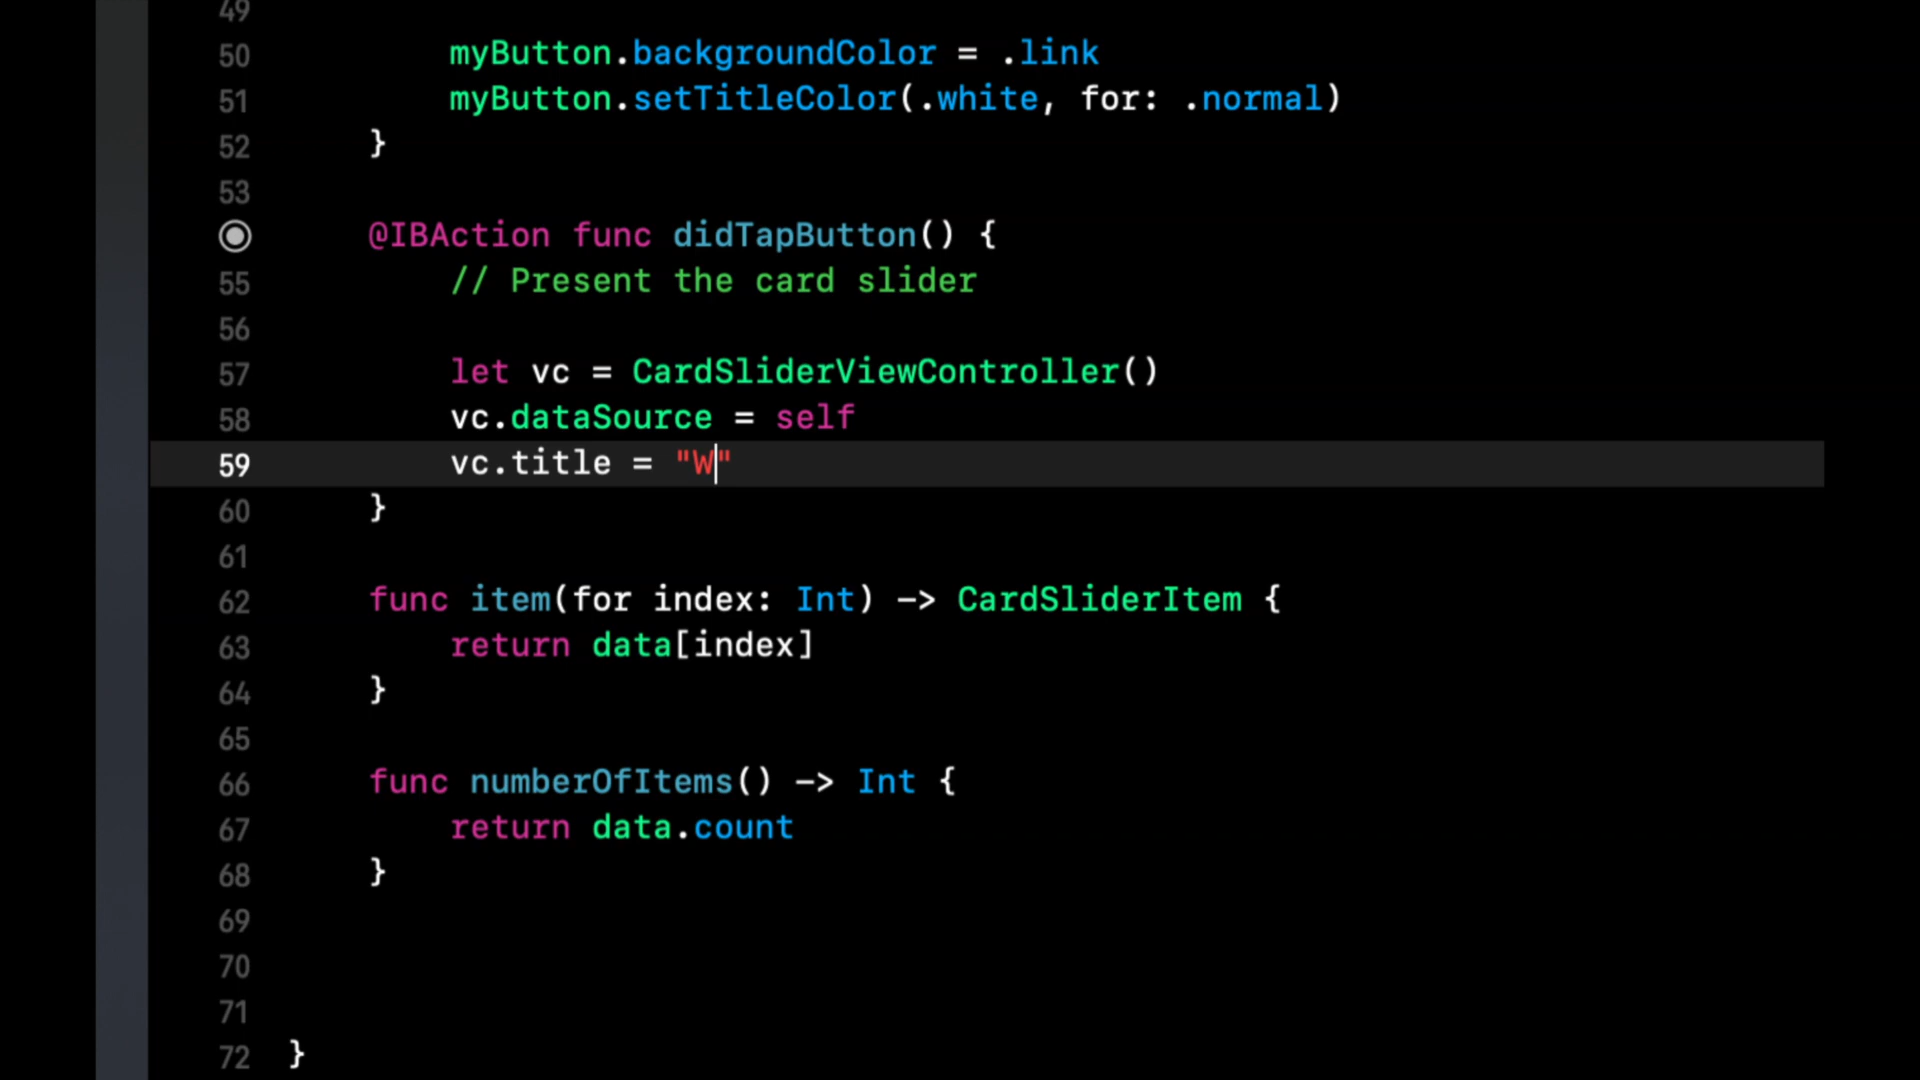 49
50 myButton.backgroundColor = .link
51 myButton.setTitleColor(.white, for: .normal)
52 }
53
@IBAction func didTapButton() {
55 // Present the card slider
56
57 let vc = CardSliderViewController()
58 vc.dataSource = self
59 vc.title = "W"
60 }
61
62 func item(for index: Int) -> CardSliderItem {
63 return data[index]
64 }
65
66 func numberOfItems() -> Int {
67 return data.count
68 }
69
70
71
72 }